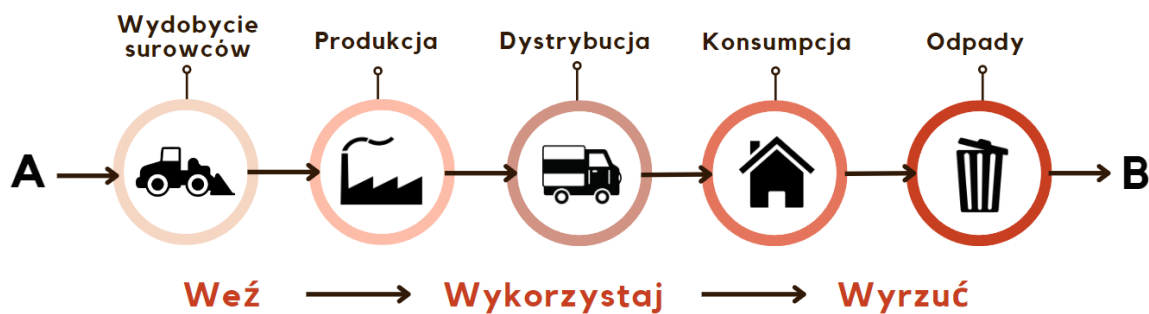 Wydobycie
surowców
Produkcja
Dystrybucja
Konsumpcja
Odpady
A
B
Weź
Wykorzystaj
Wyrzuć